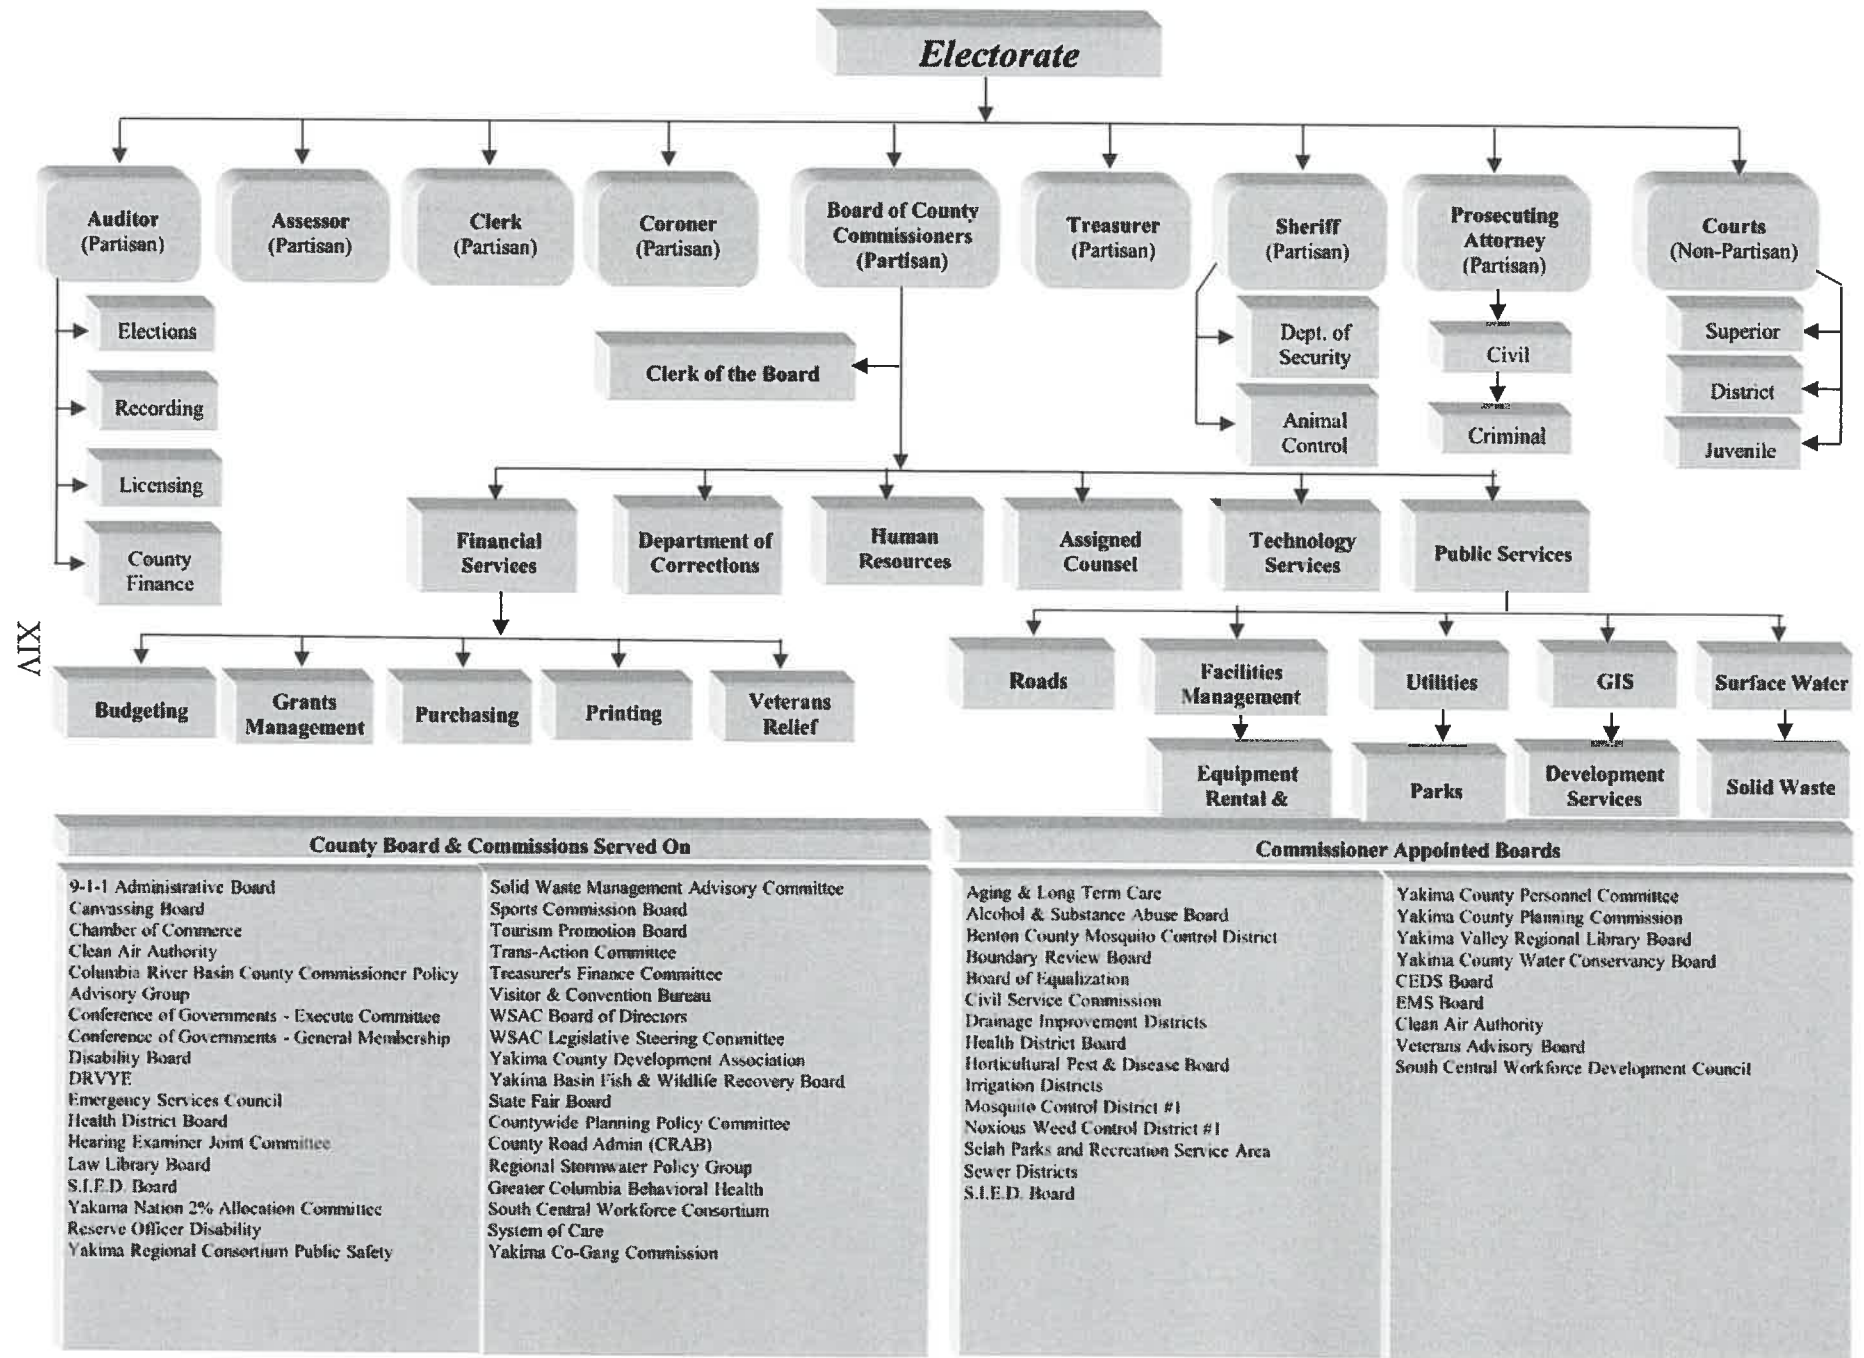 Electorate
Auditor
(Partisan)
Assessor
(Partisan)
Clerk
(Partisan)
Coroner
(Partisan)
Board of County
Commissioners
(Partisan)
Treasurer
(Partisan)
Sheriff
(Partisan)
Prosecuting
Attorney
(Partisan)
Courts
(Non-Partisan)
Elections
Recording
Licensing
County
Finance
Clerk of the Board
Dept. of
Security
Animal
Control
Civil
Criminal
Superior
District
Juvenile
Financial
Services
Department of
Corrections
Human
Resources
Assigned
Counsel
Technology
Services
Public Services
XIV
Budgeting
Grants
Management
Purchasing
Printing
Veterans
Relief
Roads
Facilities
Management
Utilities
GIS
Surface Water
Equipment
Rental &
Parks
Development
Services
Solid Waste
County Board & Commissions Served On
9-1-1 Administrative Board
Canvassing Board
Chamber of Commerce
Clean Air Authority
Columbia River Basin County Commissioner Policy
Advisory Group
Conference of Governments - Execute Committee
Conference of Governments - General Membership
Disability Board
DRVYE
Emergency Services Council
Health District Board
Hearing Examiner Joint Committee
Law Library Board
S.I.E.D. Board
Yakama Nation 2% Allocation Committee
Reserve Officer Disability
Yakima Regional Consortium Public Safety
Solid Waste Management Advisory Committee
Sports Commission Board
Tourism Promotion Board
Trans-Action Committee
Treasurer's Finance Committee
Visitor & Convention Bureau
WSAC Board of Directors
WSAC Legislative Steering Committee
Yakima County Development Association
Yakima Basin Fish & Wildlife Recovery Board
State Fair Board
Countywide Planning Policy Committee
County Road Admin (CRAB)
Regional Stormwater Policy Group
Greater Columbia Behavioral Health
South Central Workforce Consortium
System of Care
Yakima Co-Gang Commission
Commissioner Appointed Boards
Aging & Long Term Care
Alcohol & Substance Abuse Board
Benton County Mosquito Control District
Boundary Review Board
Board of Equalization
Civil Service Commission
Drainage Improvement Districts
Health District Board
Horticultural Pest & Disease Board
Irrigation Districts
Mosquito Control District #1
Noxious Weed Control District #1
Selah Parks and Recreation Service Area
Sewer Districts
S.I.E.D. Board
Yakima County Personnel Committee
Yakima County Planning Commission
Yakima Valley Regional Library Board
Yakima County Water Conservancy Board
CEDS Board
EMS Board
Clean Air Authority
Veterans Advisory Board
South Central Workforce Development Council